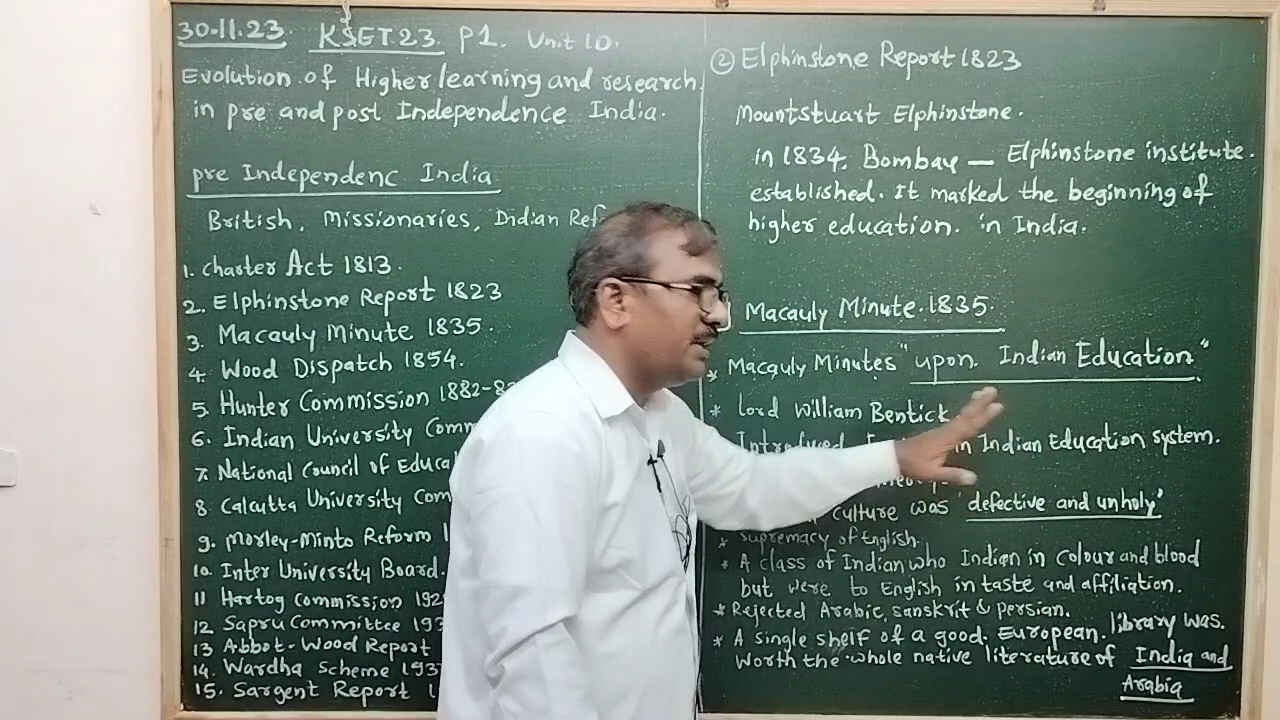 30.11.23. KSET.23. P1. Unit 10.
Evolution of Higher learning and research
in pre and post Independence India.
pre Independenc India
British, Missionaries, Indian Ref
1. charter Act 1813.
2. Elphinstone Report 1823
3. Macauly Minute 1835.
4. Wood Dispatch 1854.
5. Hunter Commission 1882-8
6. Indian University Comm
7. National Council of Educa
8 Calcutta University Com
9. Morley-Minto Reform 1
10. Inter University Board.
11 Hartog Commission 192
12 Sapru Committee 193
13 Abbot-Wood Report
14. Wardha Scheme 1937
15. Sargent Report 1
② Elphinstone Report 1823
Mountstuart Elphinstone.
in 1834. Bombay — Elphinstone institute.
established. It marked the beginning of
higher education. in India.
Macauly Minute. 1835.
* Macauly Minutes "upon. Indian Education"
* Lord William Bentick
Introduced in Indian Education system.
culture was "defective and unholy"
* Supremacy of English.
* A class of Indian who Indian in colour and blood
but were to English in taste and affiliation.
* Rejected Arabic, sanskrit & persian.
* A single shelf of a good. European. library was.
worth the whole native literature of India and
Arabia